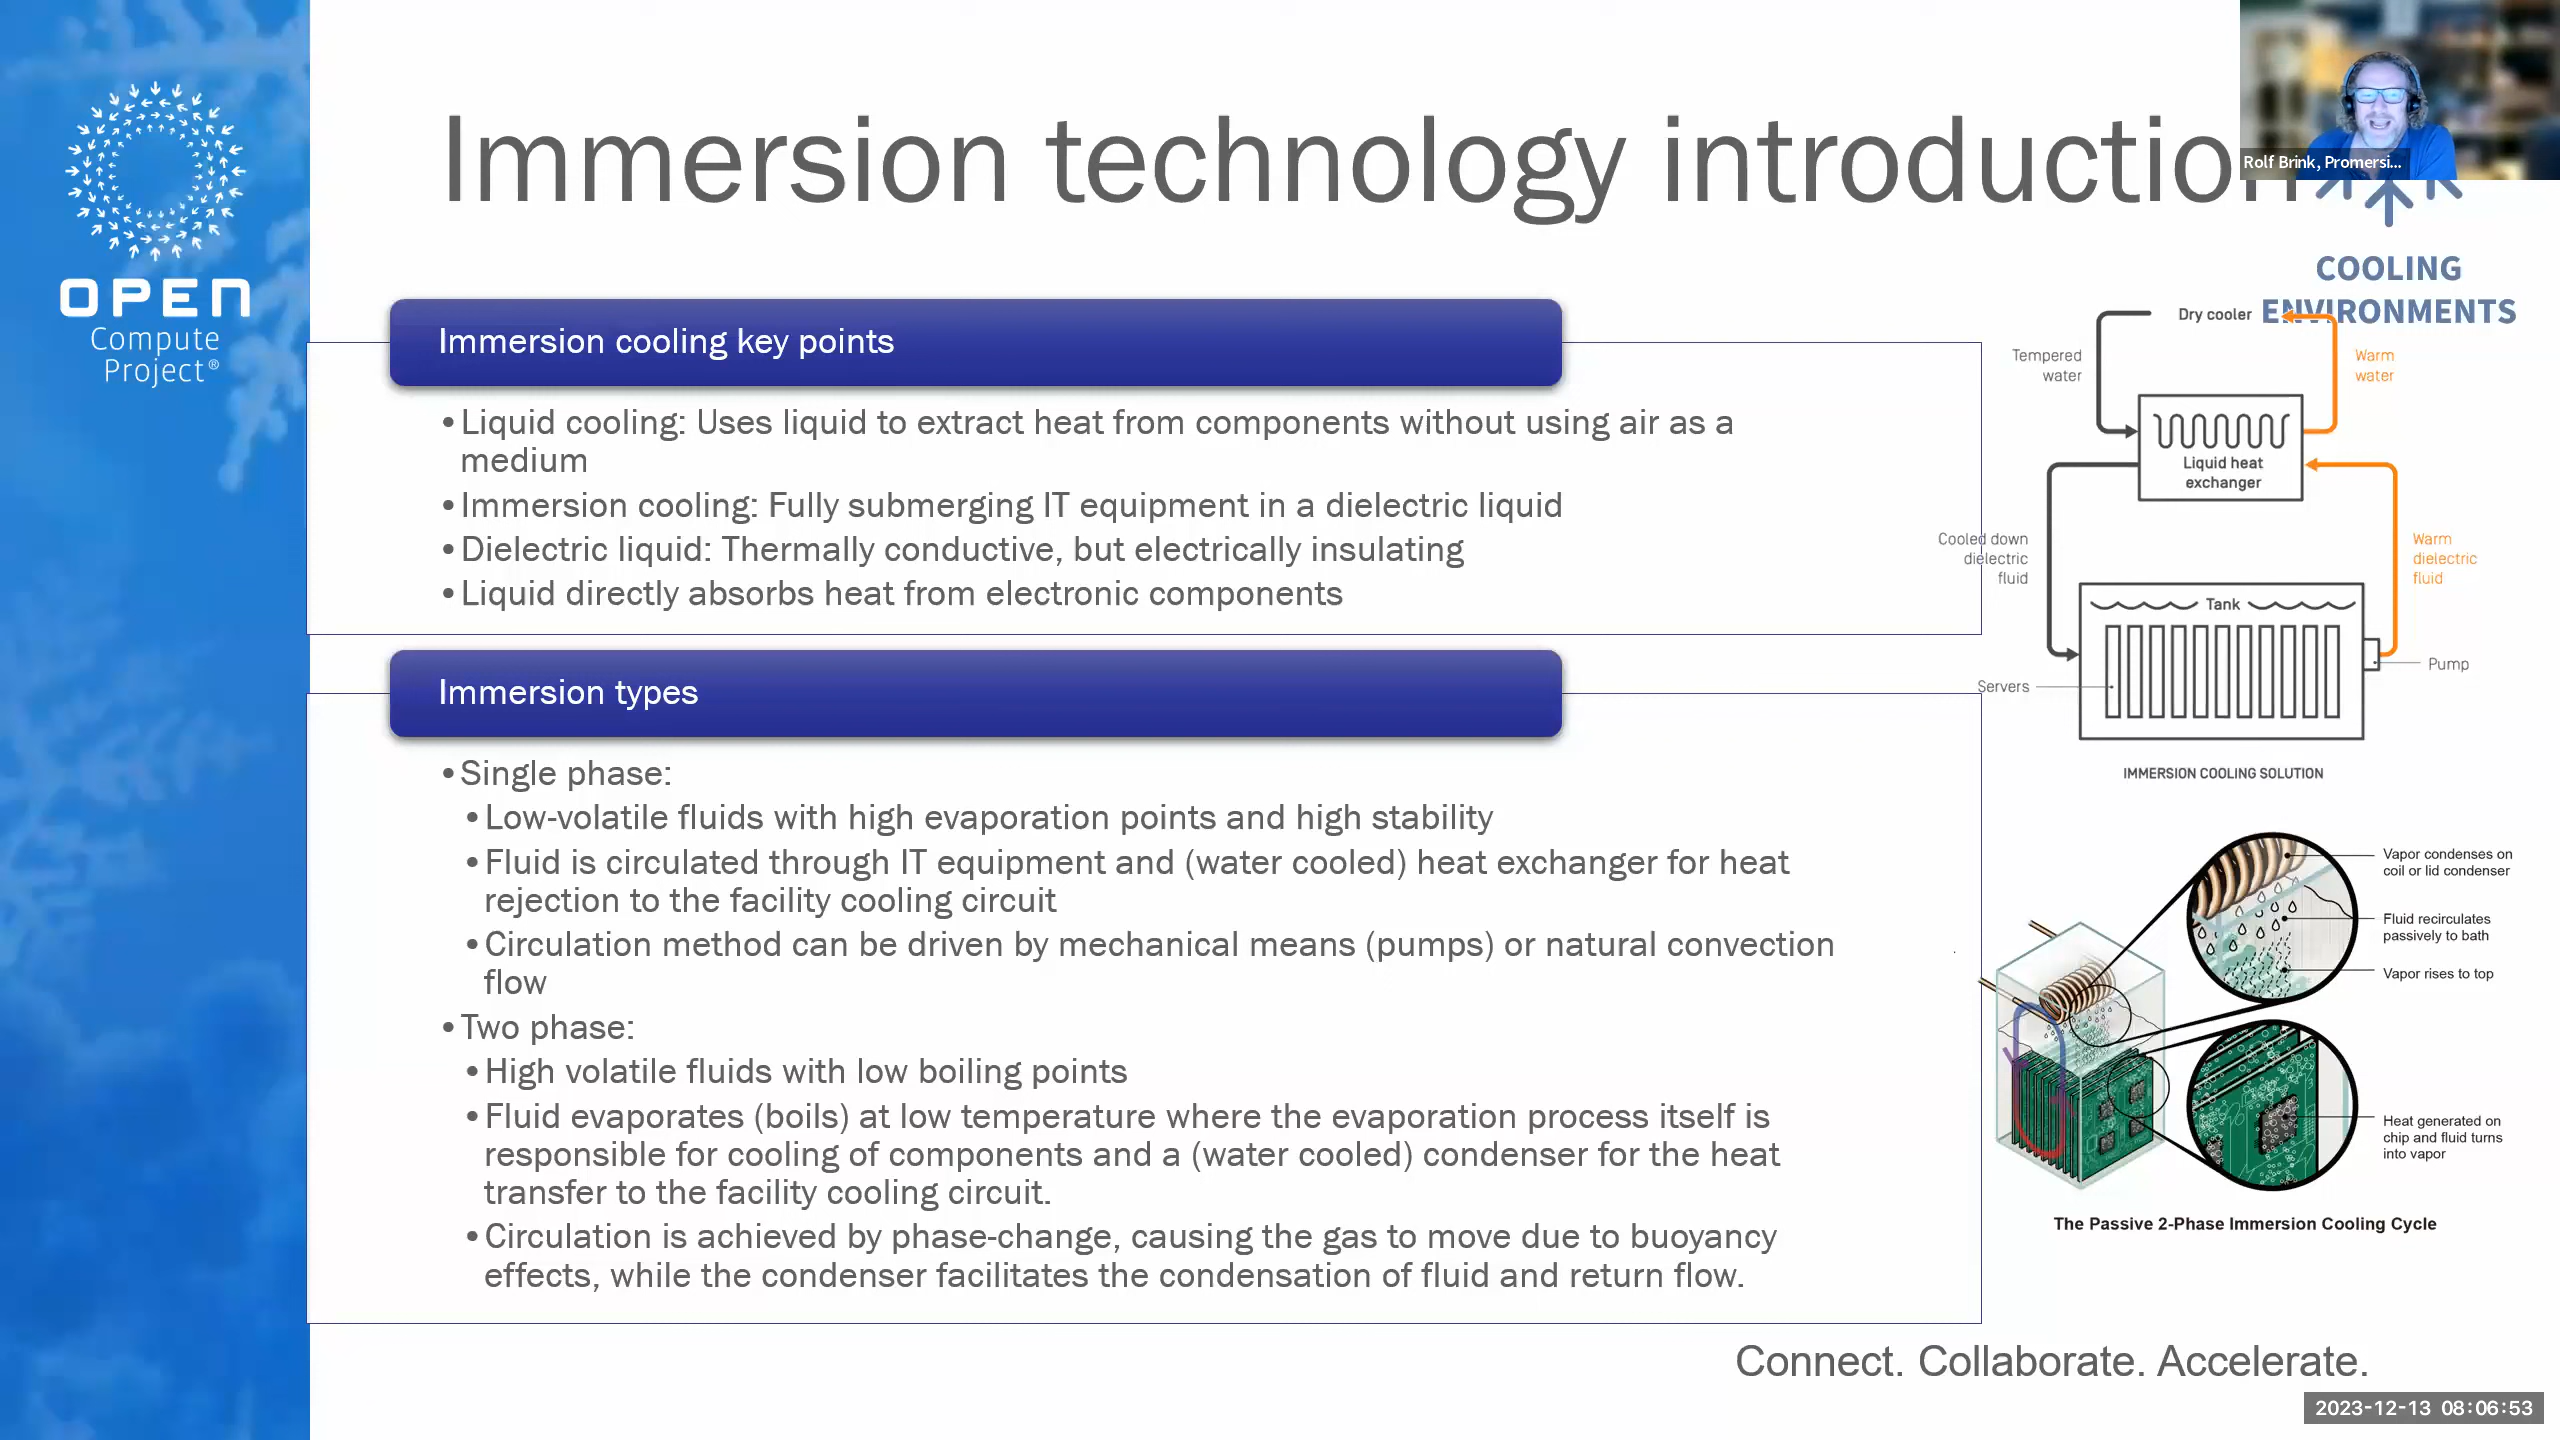 OPEN
Compute
Project®
Immersion technology introduction
Rolf Brink, Promersi...
COOLING
ENVIRONMENTS
Immersion cooling key points
•Liquid cooling: Uses liquid to extract heat from components without using air as a
medium
•Immersion cooling: Fully submerging IT equipment in a dielectric liquid
•Dielectric liquid: Thermally conductive, but electrically insulating
•Liquid directly absorbs heat from electronic components
Immersion types
•Single phase:
•Low-volatile fluids with high evaporation points and high stability
•Fluid is circulated through IT equipment and (water cooled) heat exchanger for heat
rejection to the facility cooling circuit
•Circulation method can be driven by mechanical means (pumps) or natural convection
flow
•Two phase:
•High volatile fluids with low boiling points
•Fluid evaporates (boils) at low temperature where the evaporation process itself is
responsible for cooling of components and a (water cooled) condenser for the heat
transfer to the facility cooling circuit.
•Circulation is achieved by phase-change, causing the gas to move due to buoyancy
effects, while the condenser facilitates the condensation of fluid and return flow.
Dry cooler
Tempered
water
Warm
water
Liquid heat
exchanger
Cooled down
dielectric
fluid
Warm
dielectric
fluid
Tank
Pump
Servers
IMMERSION COOLING SOLUTION
Vapor condenses on
coil or lid condenser
Fluid recirculates
passively to bath
Vapor rises to top
Heat generated on
chip and fluid turns
into vapor
The Passive 2-Phase Immersion Cooling Cycle
Connect. Collaborate. Accelerate.
2023-12-13 08:06:53